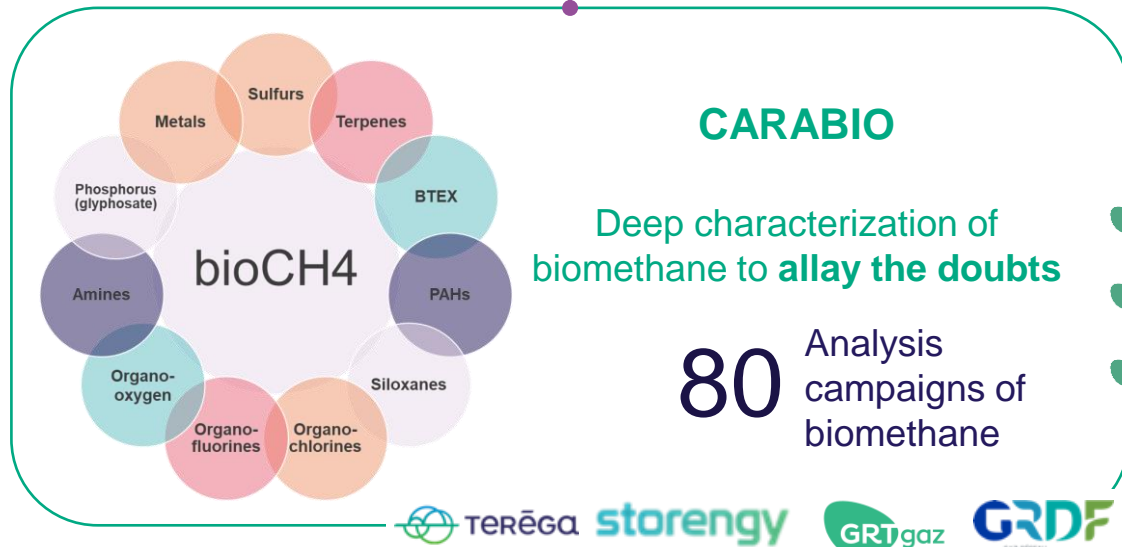 Sulfurs
Metals
Terpenes
Phosphorus
(glyphosate)
BTEX
bioCH4
Amines
PAHs
Organo-
oxygen
Siloxanes
Organo-
fluorines
Organo-
chlorines
CARABIO
Deep characterization of
biomethane to allay the doubts
80
Analysis
campaigns of
biomethane
TERĒGA
storengy
GRTgaz
GRDF